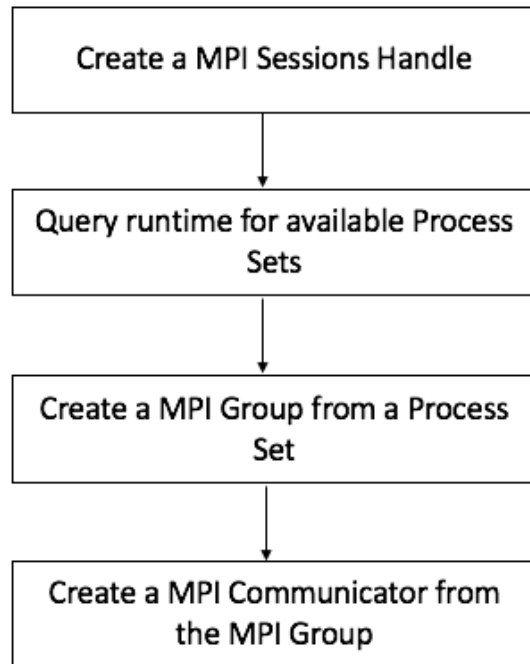 Create a MPI Sessions Handle
Query runtime for available Process
Sets
Create a MPI Group from a Process
Set
Create a MPI Communicator from
the MPI Group